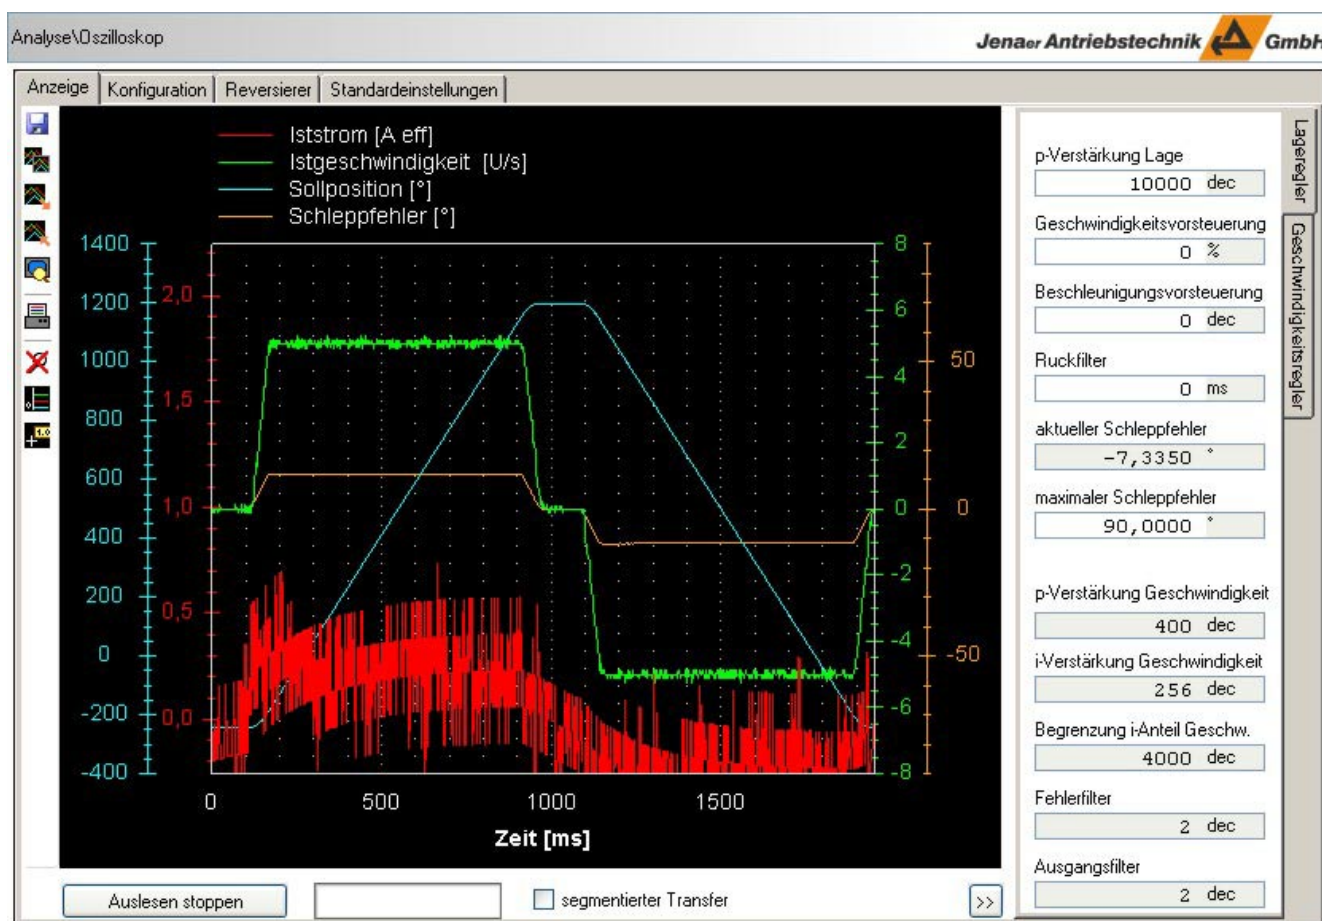 Analyse\Oszilloskop
Jenaer Antriebstechnik GmbH
Anzeige Konfiguration Reversierer Standardeinstellungen
Iststrom [A eff]
Istgeschwindigkeit [U/s]
Sollposition [°]
Schleppfehler [°]
1400
1200
1000
800
600
400
200
0
-200
-400
2,0
1,5
1,0
0,5
0,0
8
6
4
2
0
-2
-4
-6
-8
50
0
-50
0 500 1000 1500
Zeit [ms]
Auslesen stoppen
segmentierter Transfer
>>
p-Verstärkung Lage
10000 dec
Geschwindigkeitsvorsteuerung
0 %
Beschleunigungsvorsteuerung
0 dec
Ruckfilter
0 ms
aktueller Schleppfehler
-7,3350 °
maximaler Schleppfehler
90,0000 °
p-Verstärkung Geschwindigkeit
400 dec
i-Verstärkung Geschwindigkeit
256 dec
Begrenzung i-Anteil Geschw.
4000 dec
Fehlerfilter
2 dec
Ausgangsfilter
2 dec
Lageregler
Geschwindigkeitsregler